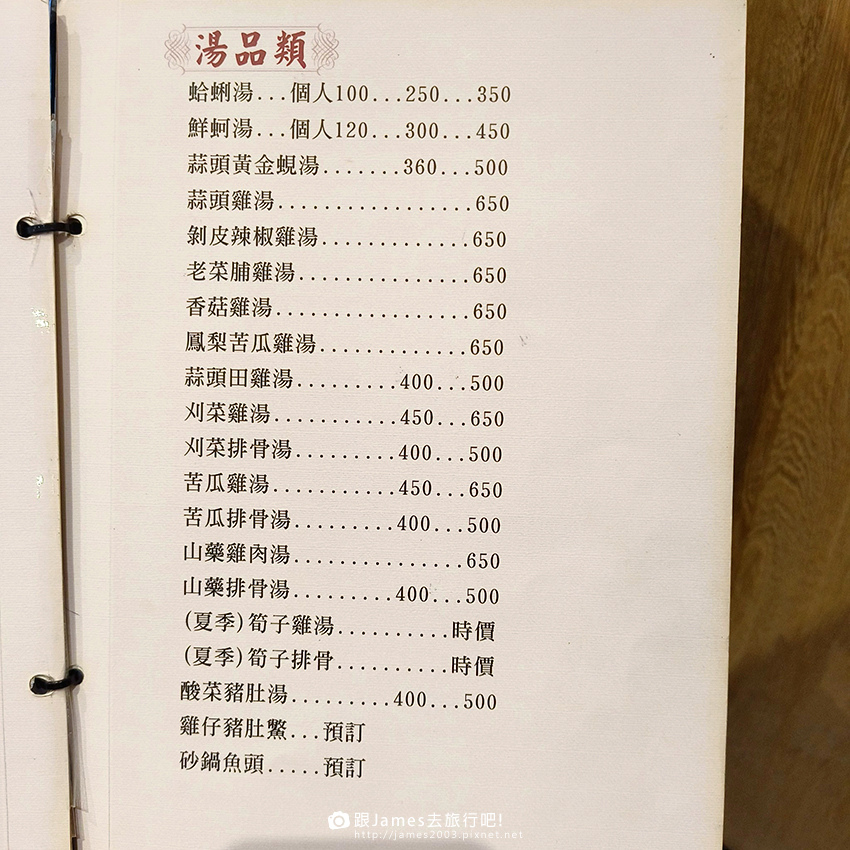 湯品類
蛤蜊湯...個人100...250...350
鮮蚵湯...個人120...300...450
蒜頭黃金蜆湯.......360...500
蒜頭雞湯.................650
剝皮辣椒雞湯.............650
老菜脯雞湯...............650
香菇雞湯.................650
鳳梨苦瓜雞湯.............650
蒜頭田雞湯.........400...500
刈菜雞湯...........450...650
刈菜排骨湯.........400...500
苦瓜雞湯...........450...650
苦瓜排骨湯.........400...500
山藥雞肉湯...............650
山藥排骨湯.........400...500
(夏季)筍子雞湯..........時價
(夏季)筍子排骨..........時價
酸菜豬肚湯.........400...500
雞仔豬肚鱉...預訂
砂鍋魚頭.....預訂
跟James去旅行吧!
http://james2003.pixnet.net